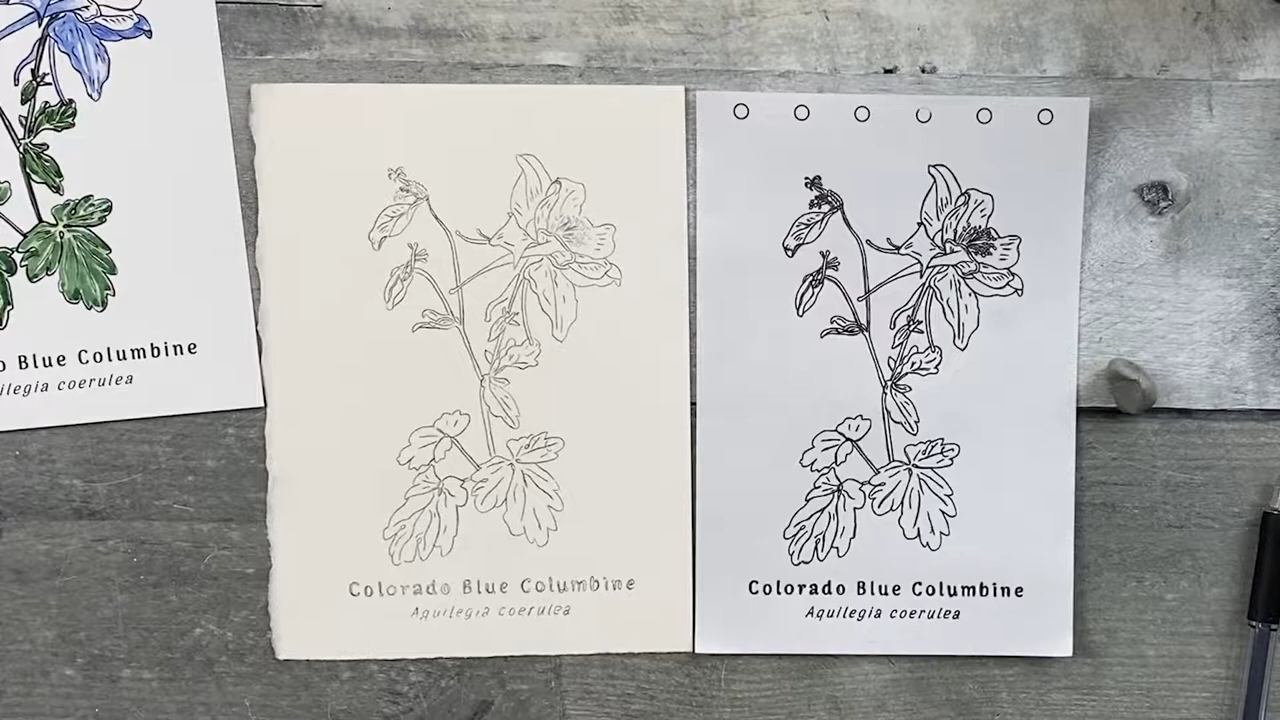 o Blue Columbine
ilegia coerulea
Colorado Blue Columbine
Aquilegia coerulea
Colorado Blue Columbine
Aquilegia coerulea